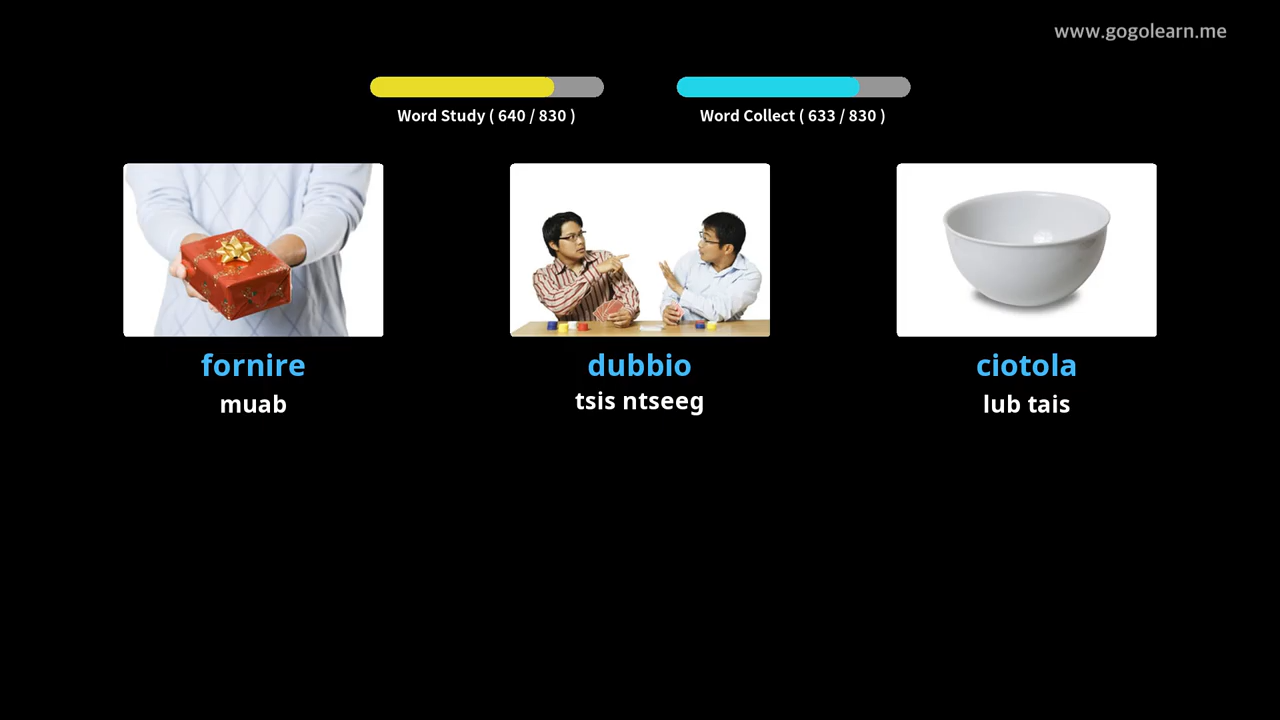 www.gogolearn.me
Word Study ( 640 / 830 )
Word Collect ( 633 / 830 )
fornire
muab
dubbio
tsis ntseeg
ciotola
lub tais